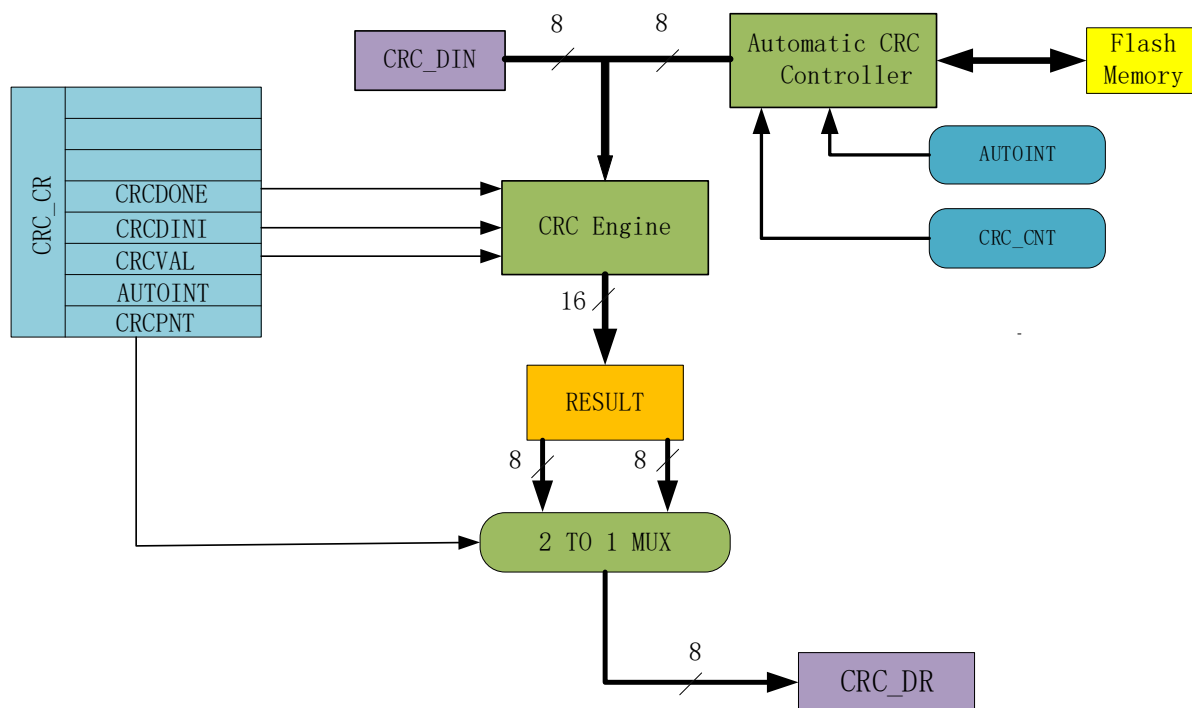 8
8
CRC_DIN
Automatic CRC
Controller
Flash
Memory
AUTOINT
CRC_CR
CRCDONE
CRCDINI
CRCVAL
AUTOINT
CRCPNT
CRC Engine
CRC_CNT
16
RESULT
8
8
2 TO 1 MUX
8
CRC_DR